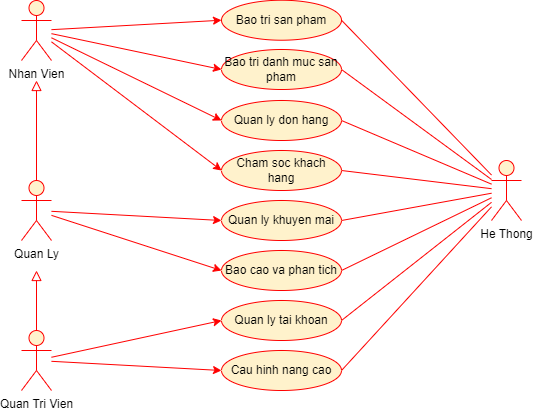 Bao tri san pham
Nhan Vien
Bao tri danh muc san
pham
Quan ly don hang
Cham soc khach
hang
Quan Ly
Quan ly khuyen mai
He Thong
Bao cao va phan tich
Quan ly tai khoan
Quan Tri Vien
Cau hinh nang cao